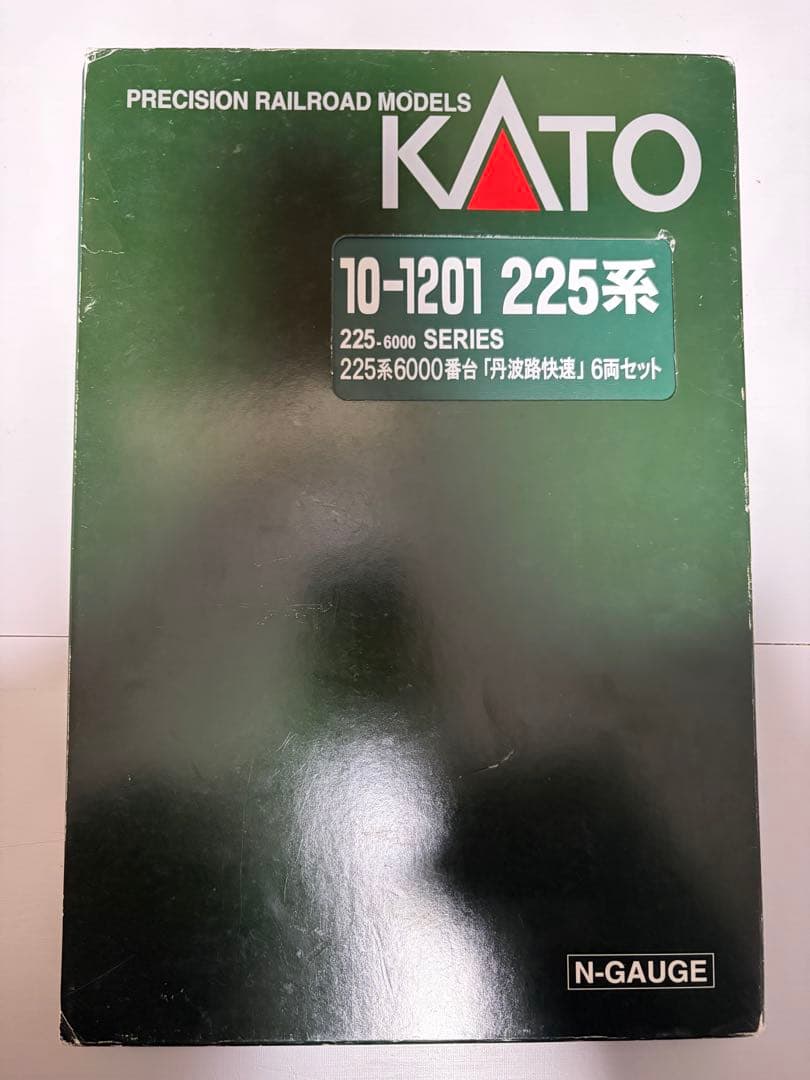 PRECISION RAILROAD MODELS
KATO
10-1201 225系
225-6000 SERIES
225系6000番台「丹波路快速」6両セット
N-GAUGE